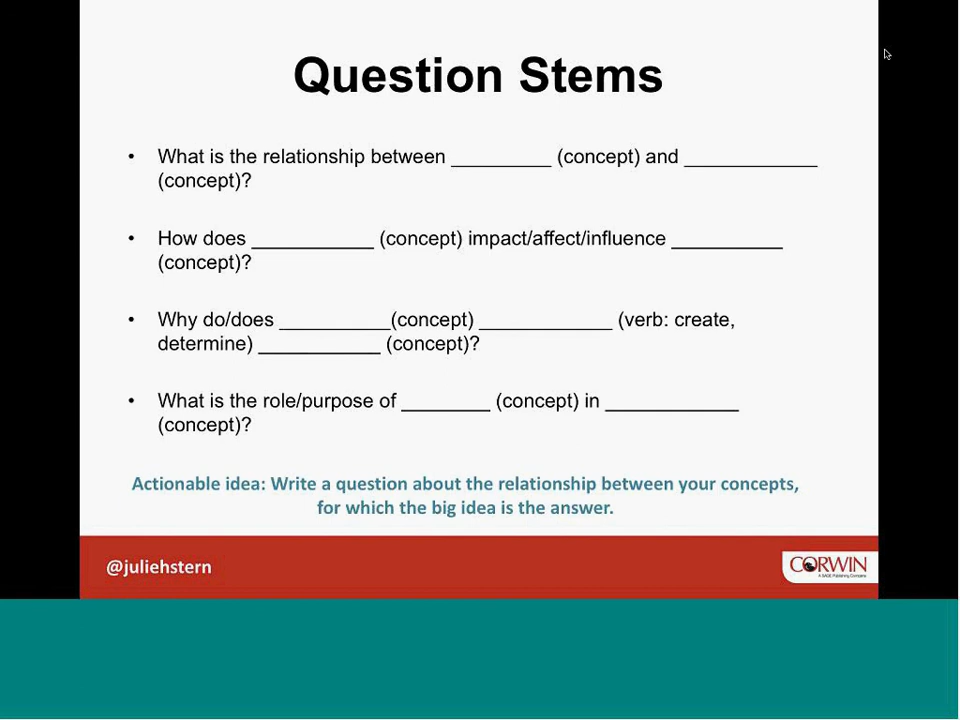 Question Stems
• What is the relationship between _________ (concept) and ____________
(concept)?
• How does ___________ (concept) impact/affect/influence __________
(concept)?
• Why do/does __________(concept) ____________ (verb: create,
determine) ___________ (concept)?
• What is the role/purpose of ________ (concept) in ____________
(concept)?
Actionable idea: Write a question about the relationship between your concepts,
for which the big idea is the answer.
@juliehstern
CORWIN
A SAGE Publishing Company